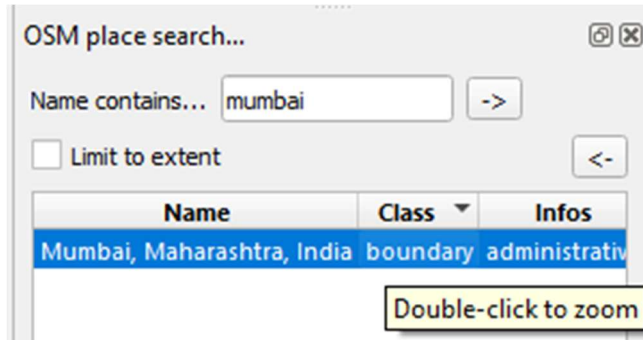 OSM place search...
Name contains... mumbai ->
Limit to extent <-
Name Class Infos
Mumbai, Maharashtra, India boundary administrativ
Double-click to zoom